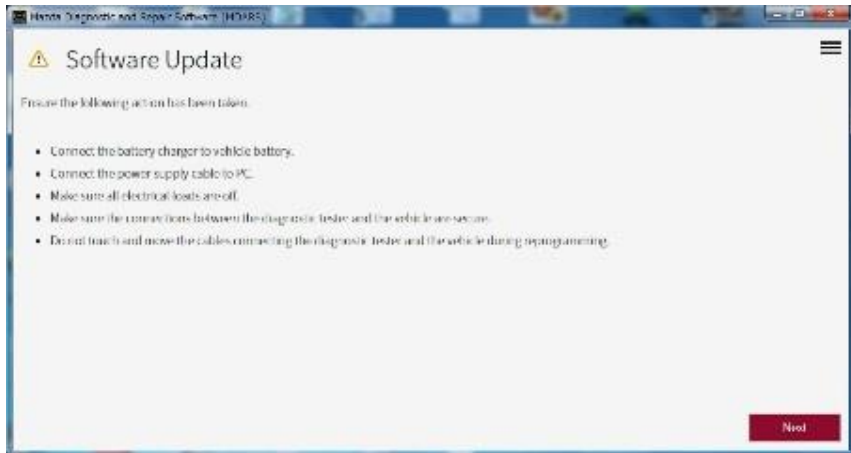 Mazda Diagnostic and Repair Software (MDARS)
Software Update
Ensure the following action has been taken.
• Connect the battery charger to vehicle battery.
• Connect the power supply cable to PC.
• Make sure all electrical loads are off.
• Make sure the connections between the diagnostic tester and the vehicle are secure.
• Do not touch and move the cables connecting the diagnostic tester and the vehicle during reprogramming.
Next